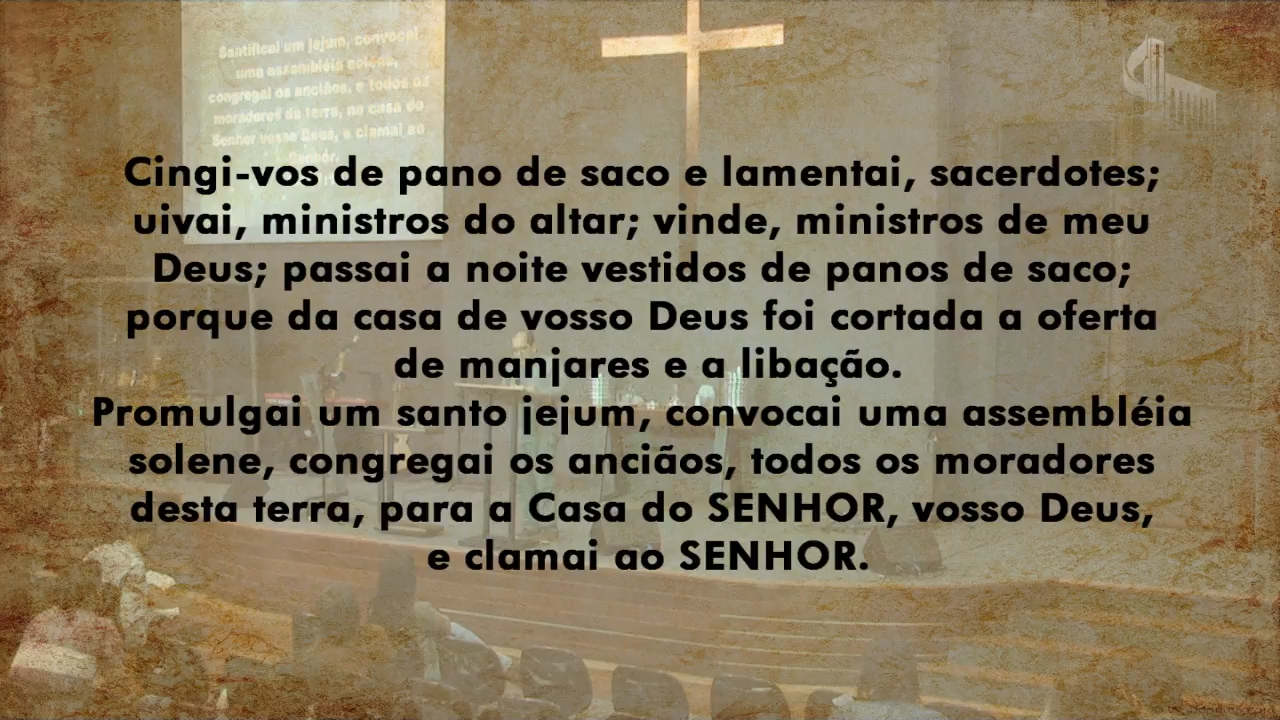 Santificai um jejum, convocai
uma assembléia solene,
congregai os anciãos, e todos os
moradores da terra, na casa do
Senhor vosso Deus, e clamai ao
Senhor.
Cingi-vos de pano de saco e lamentai, sacerdotes;
uivai, ministros do altar; vinde, ministros de meu
Deus; passai a noite vestidos de panos de saco;
porque da casa de vosso Deus foi cortada a oferta
de manjares e a libação.
Promulgai um santo jejum, convocai uma assembléia
solene, congregai os anciãos, todos os moradores
desta terra, para a Casa do SENHOR, vosso Deus,
e clamai ao SENHOR.